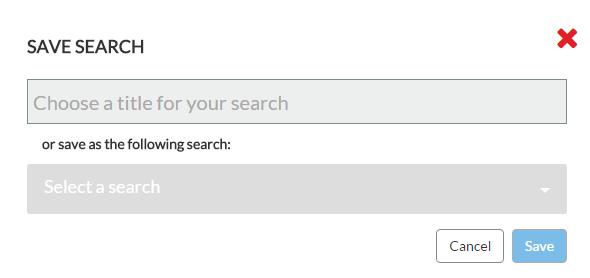 SAVE SEARCH
Choose a title for your search
or save as the following search:
Select a search
Cancel Save